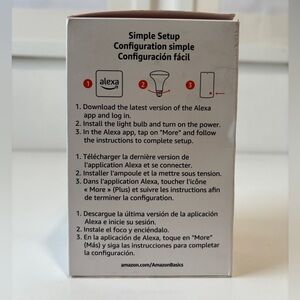 Simple Setup
Configuration simple
Configuración fácil
1 alexa 2 3
1. Download the latest version of the Alexa
app and log in.
2. Install the light bulb and turn on the power.
3. In the Alexa app, tap on "More" and follow
the instructions to complete setup.
1. Télécharger la dernière version de
l'application Alexa et se connecter.
2. Installer l'ampoule et la mettre sous tension.
3. Dans l'application Alexa, toucher l'icône
« More » (Plus) et suivre les instructions afin
de terminer la configuration.
1. Descargue la última versión de la aplicación
Alexa e inicie su sesión.
2. Instale el foco y enciéndalo.
3. En la aplicación de Alexa, toque en "More"
(Más) y siga las instrucciones para completar
la configuración.
amazon.com/AmazonBasics